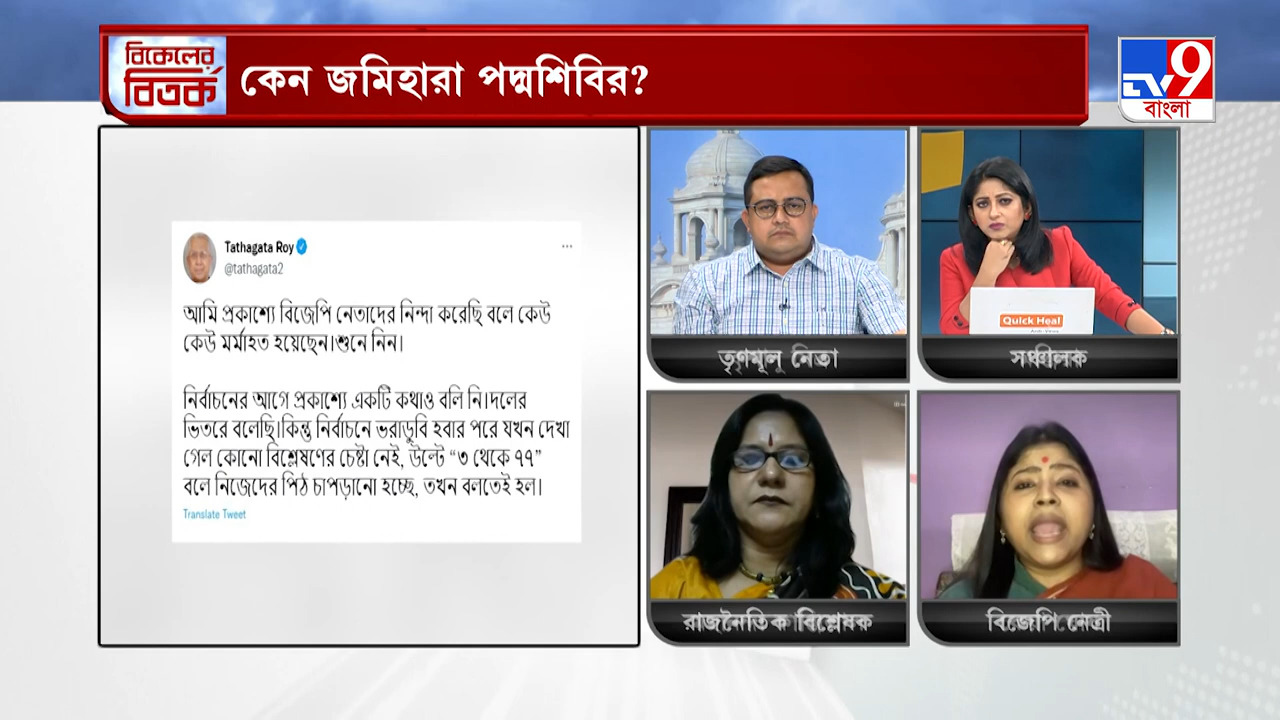 বিকেলের
বিতর্ক
কেন জমিহারা পদ্মশিবির?
TV9
বাংলা
Tathagata Roy
@tathagata2
আমি প্রকাশ্যে বিজেপি নেতাদের নিন্দা করেছি বলে কেউ
কেউ মর্মাহত হয়েছেন।শুনে নিন।
নির্বাচনের আগে প্রকাশ্যে একটি কথাও বলি নি।দলের
ভিতরে বলেছি।কিন্তু নির্বাচনে ভরাডুবি হবার পরে যখন দেখা
গেল কোনো বিশ্লেষণের চেষ্টা নেই, উল্টে “৩ থেকে ৭৭”
বলে নিজেদের পিঠ চাপড়ানো হচ্ছে, তখন বলতেই হল।
Translate Tweet
Quick Heal
তৃণমূল নেতা
রাজনৈতিক বিশ্লেষক
বিজেপি নেত্রী